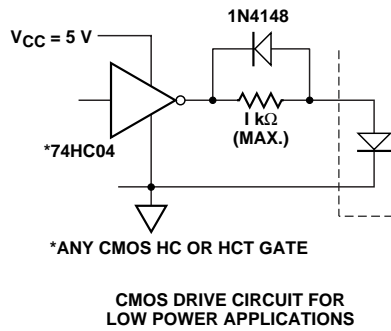 1N4148
VCC = 5 V
I kΩ
(MAX.)
*74HC04
*ANY CMOS HC OR HCT GATE
CMOS DRIVE CIRCUIT FOR
LOW POWER APPLICATIONS